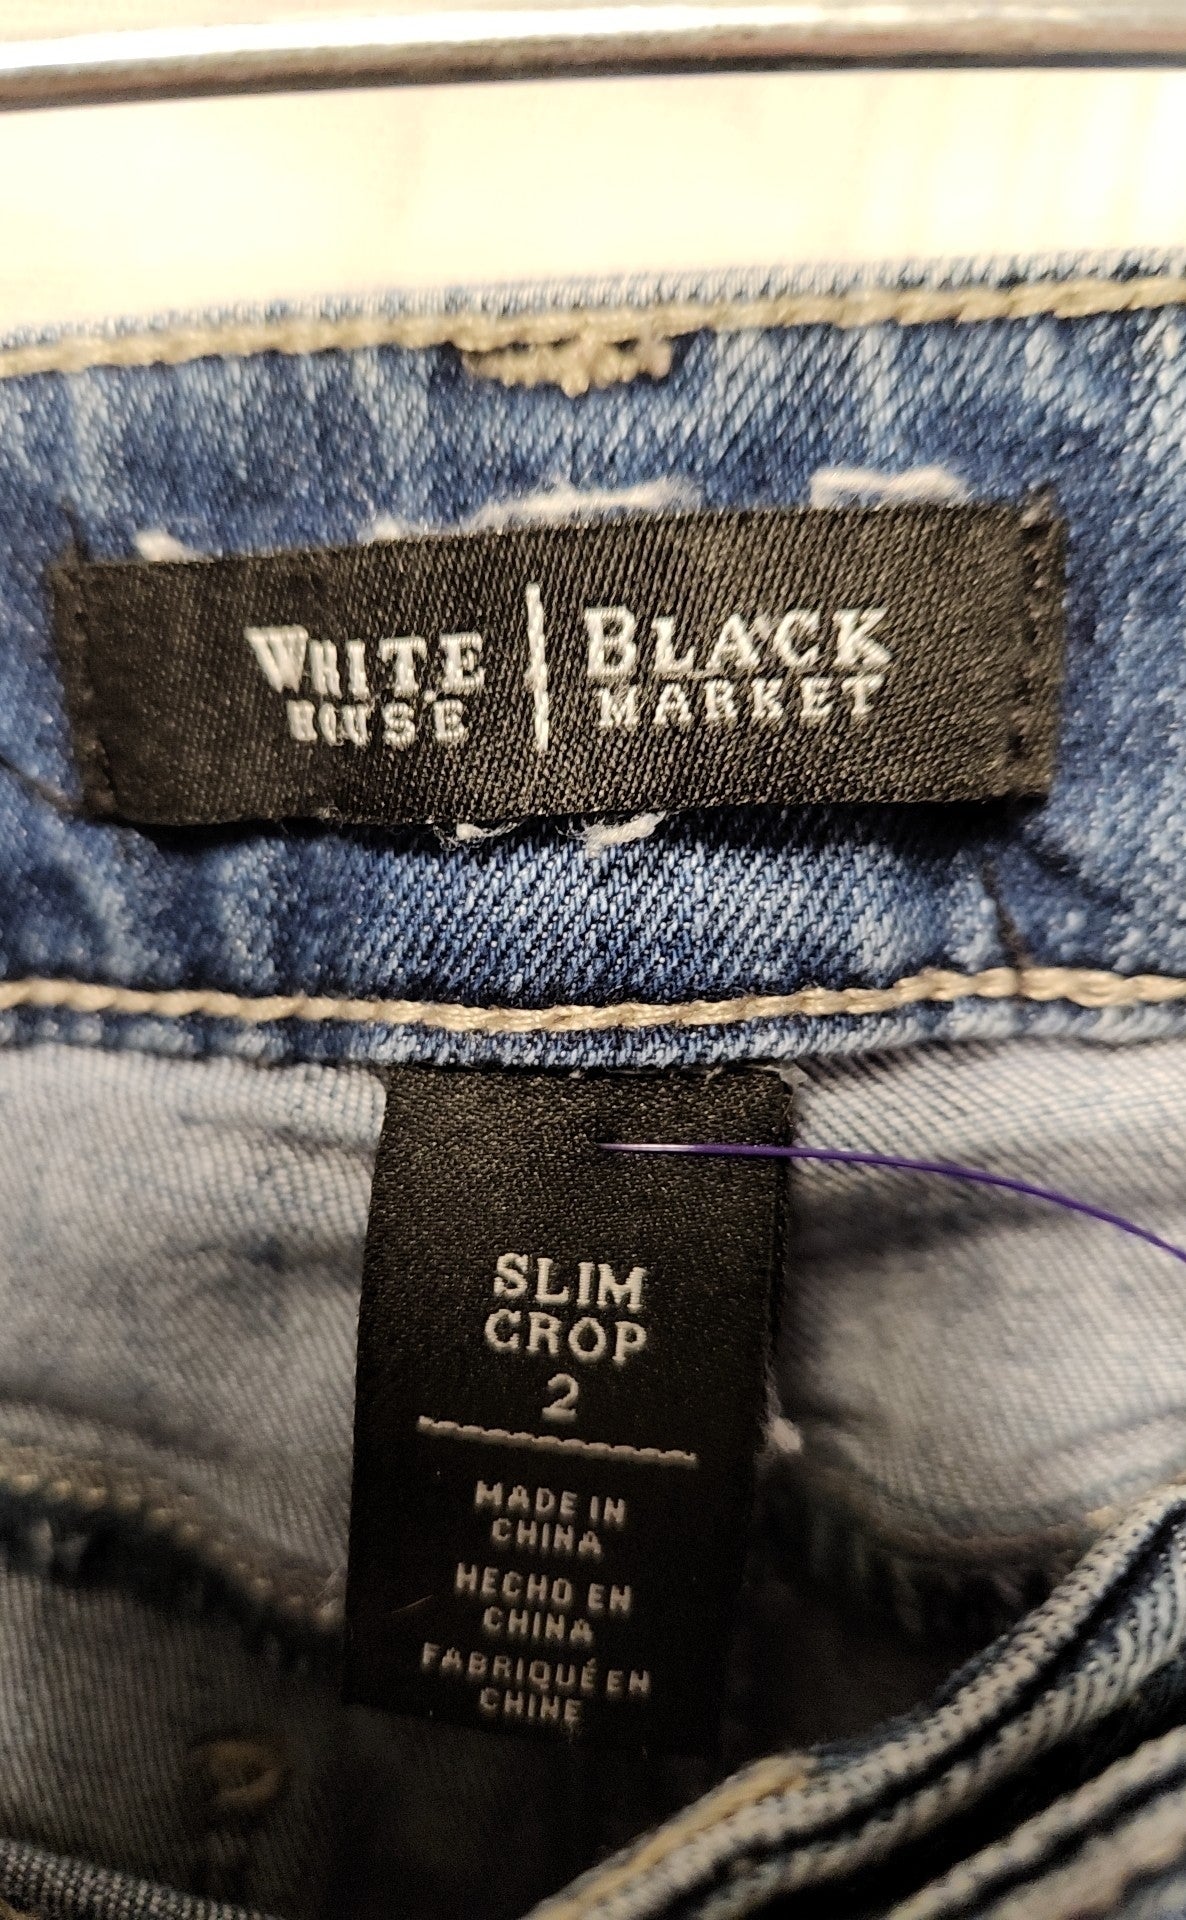 WHITE HOUSE | BLACK MARKET
SLIM
CROP
2
MADE IN
CHINA
HECHO EN
CHINA
FABRIQUÉ EN
CHINE